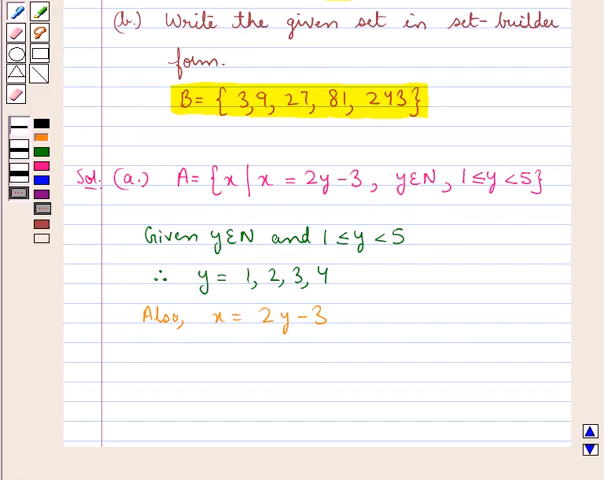 (b.) Write the given set in set-builder
form.
B = { 3, 9, 27, 81, 243}
Sol. (a.) A = {x | x = 2y - 3, y ∈ N, 1 ≤ y < 5}
Given y ∈ N and 1 ≤ y < 5
∴ y = 1, 2, 3, 4
Also, x = 2y - 3